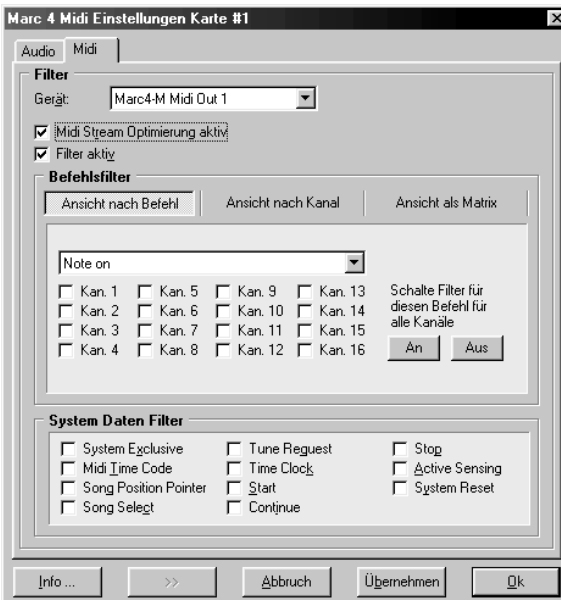 Marc 4 Midi Einstellungen Karte #1
Audio Midi
Filter
Gerät: Marc4-M Midi Out 1
Midi Stream Optimierung aktiv
Filter aktiv
Befehlsfilter
Ansicht nach Befehl Ansicht nach Kanal Ansicht als Matrix
Note on
Kan. 1 Kan. 5 Kan. 9 Kan. 13
Kan. 2 Kan. 6 Kan. 10 Kan. 14
Kan. 3 Kan. 7 Kan. 11 Kan. 15
Kan. 4 Kan. 8 Kan. 12 Kan. 16
Schalte Filter für
diesen Befehl für
alle Kanäle
An Aus
System Daten Filter
System Exclusive Tune Request Stop
Midi Time Code Time Clock Active Sensing
Song Position Pointer Start System Reset
Song Select Continue
Info ... >> Abbruch Übernehmen Ok